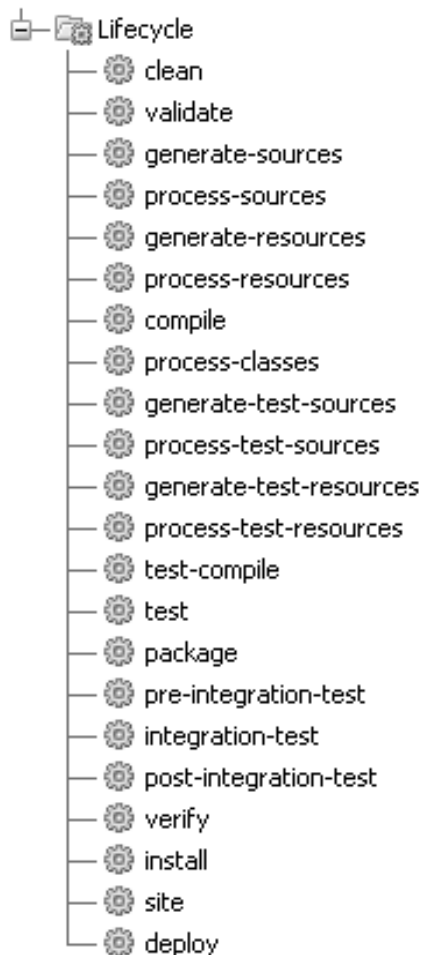 Lifecycle
clean
validate
generate-sources
process-sources
generate-resources
process-resources
compile
process-classes
generate-test-sources
process-test-sources
generate-test-resources
process-test-resources
test-compile
test
package
pre-integration-test
integration-test
post-integration-test
verify
install
site
deploy